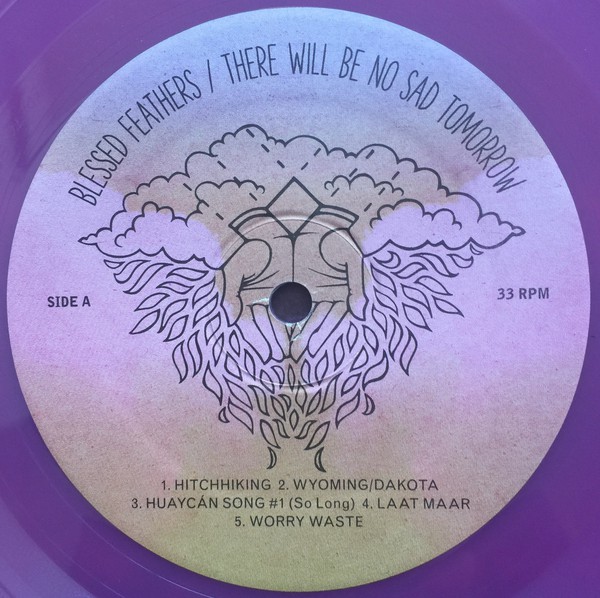 BLESSED FEATHERS / THERE WILL BE NO SAD TOMORROW
SIDE A
33 RPM
1. HITCHHIKING 2. WYOMING/DAKOTA
3. HUAYCÁN SONG #1 (So Long) 4. LAAT MAAR
5. WORRY WASTE